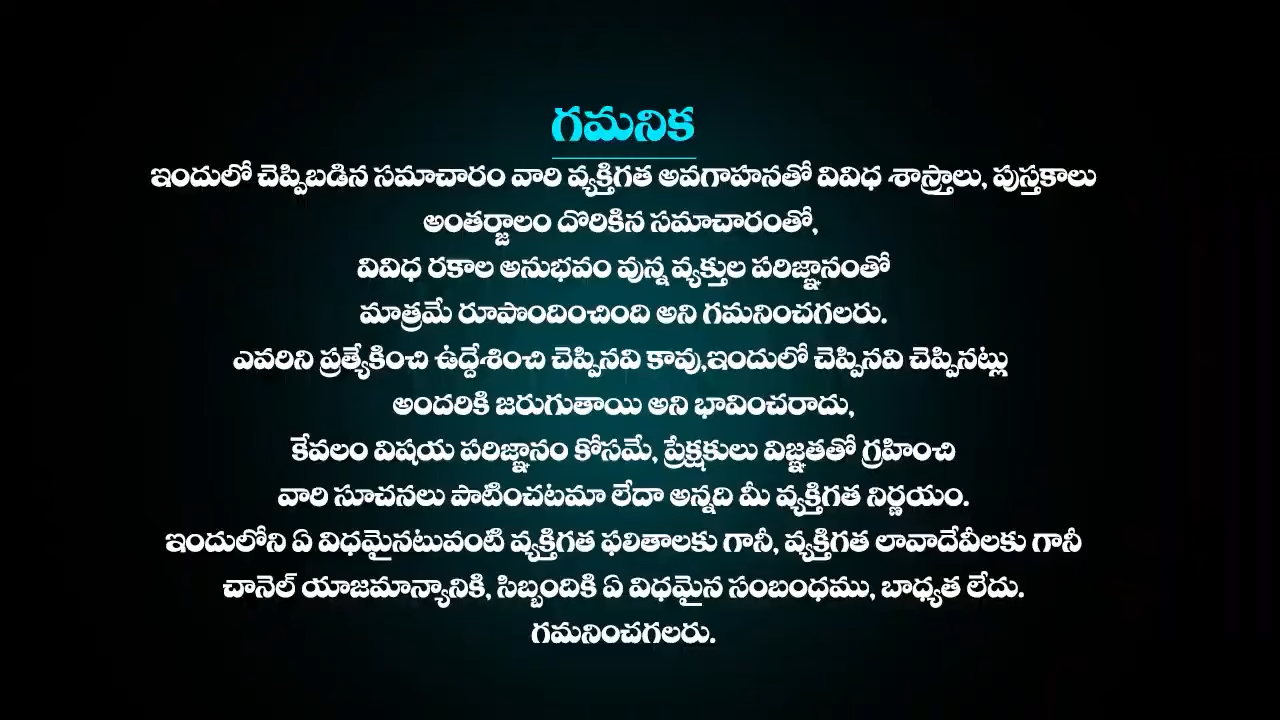 గమనిక
ఇందులో చెప్పిబడిన సమాచారం వారి వ్యక్తిగత అవగాహనతో వివిధ శాస్త్రాలు, పుస్తకాలు
అంతర్జాలం దొరికిన సమాచారంతో,
వివిధ రకాల అనుభవం వున్న వ్యక్తుల పరిజ్ఞానంతో
మాత్రమే రూపొందించింది అని గమనించగలరు.
ఎవరిని ప్రత్యేకించి ఉద్దేశించి చెప్పినవి కావు,ఇందులో చెప్పినవి చెప్పినట్లు
అందరికి జరుగుతాయి అని భావించరాదు,
కేవలం విషయ పరిజ్ఞానం కోసమే, ప్రేక్షకులు విజ్ఞతతో గ్రహించి
వారి సూచనలు పాటించటమా లేదా అన్నది మీ వ్యక్తిగత నిర్ణయం.
ఇందులోని ఏ విధమైనటువంటి వ్యక్తిగత ఫలితాలకు గానీ, వ్యక్తిగత లావాదేవీలకు గానీ
చానెల్ యాజమాన్యానికి, సిబ్బందికి ఏ విధమైన సంబంధము, బాధ్యత లేదు.
గమనించగలరు.